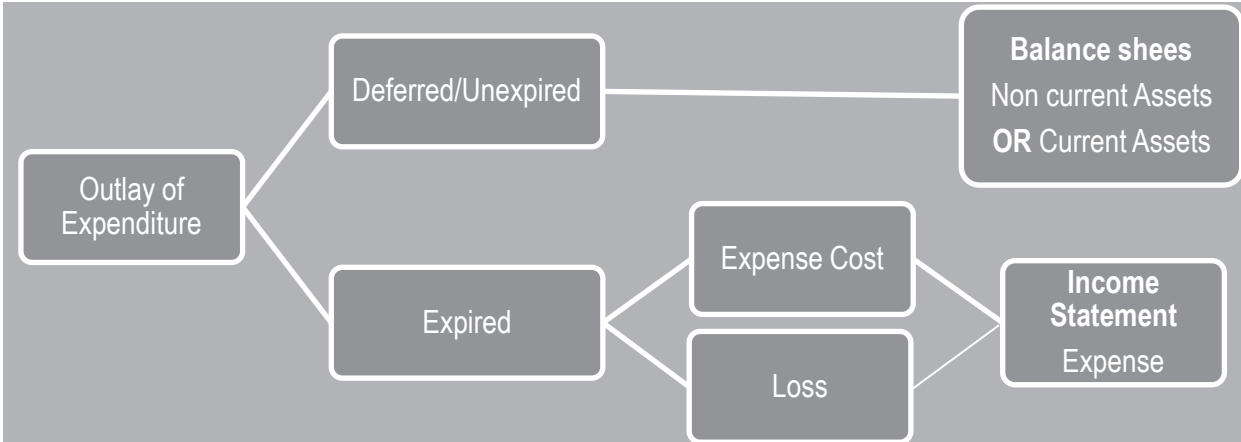 Outlay of
Expenditure
Deferred/Unexpired
Balance shees
Non current Assets
OR Current Assets
Expired
Expense Cost
Loss
Income
Statement
Expense